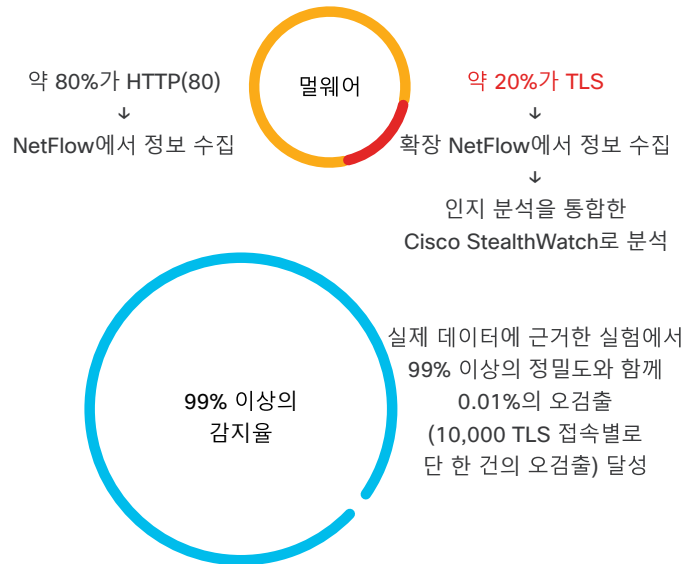 멀웨어
약 80%가 HTTP(80)
↓
NetFlow에서 정보 수집
약 20%가 TLS
↓
확장 NetFlow에서 정보 수집
↓
인지 분석을 통합한
Cisco StealthWatch로 분석
99% 이상의
감지율
실제 데이터에 근거한 실험에서
99% 이상의 정밀도와 함께
0.01%의 오검출
(10,000 TLS 접속별로
단 한 건의 오검출) 달성